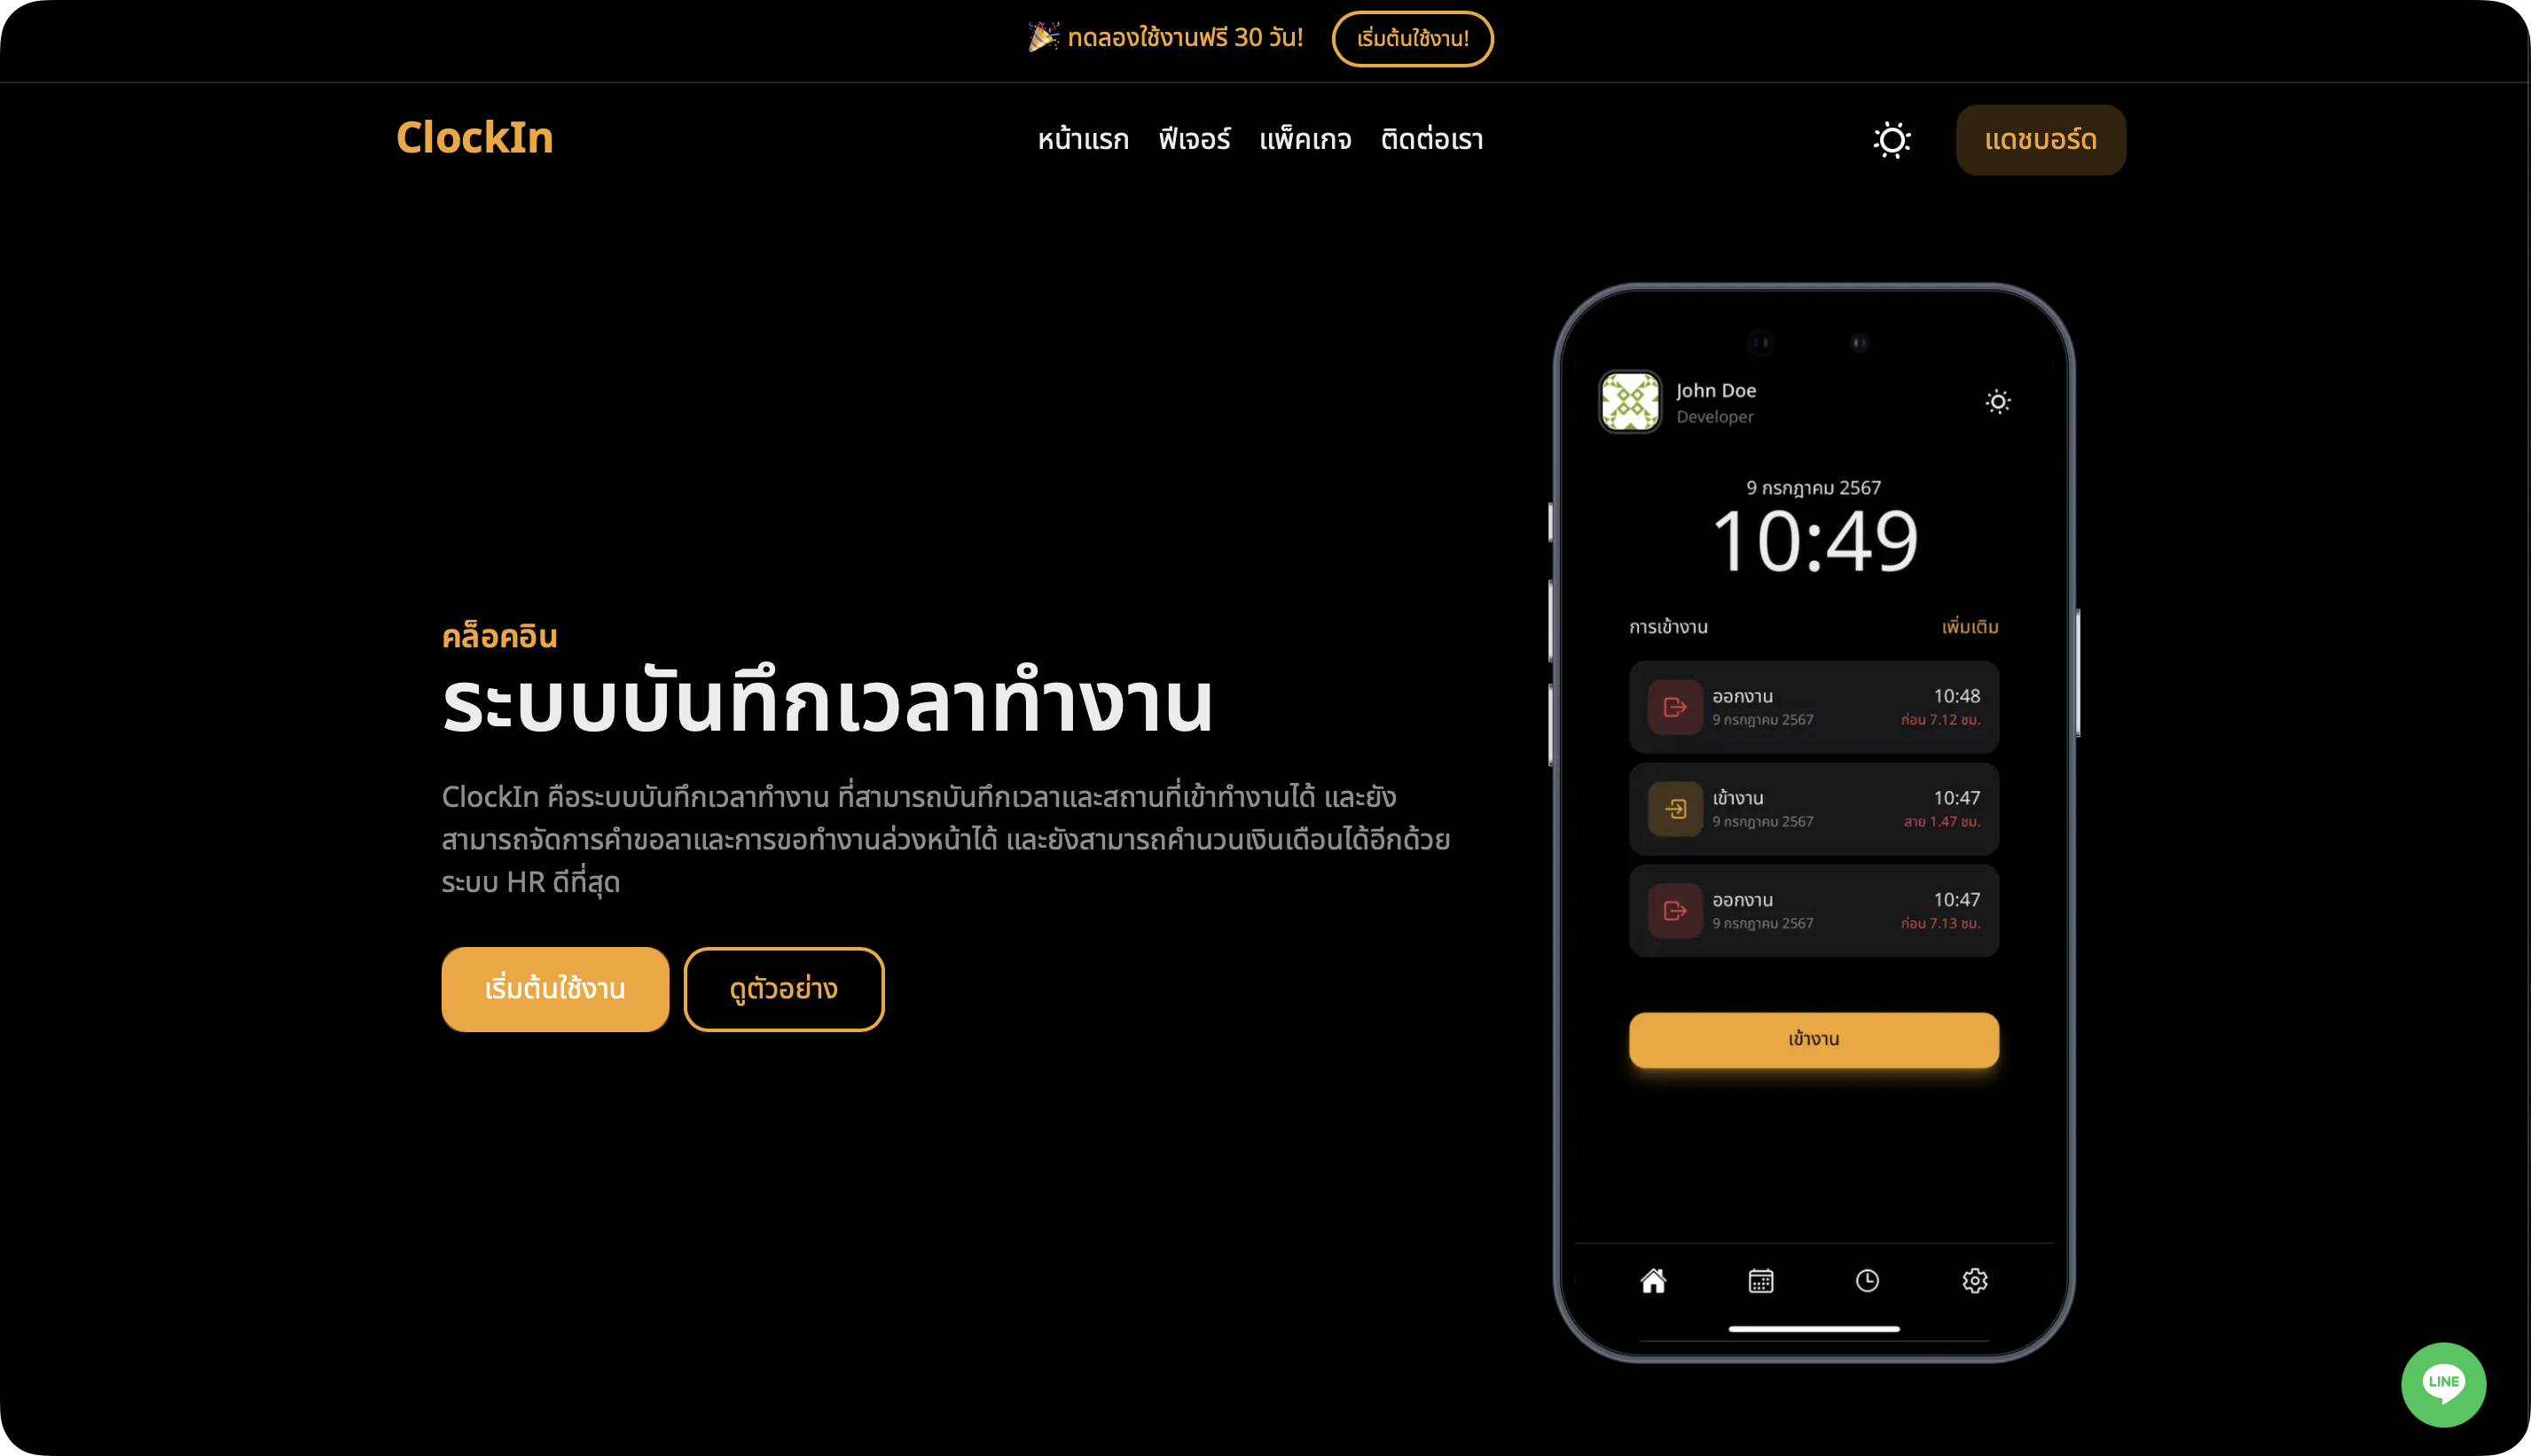 🎉 ทดลองใช้งานฟรี 30 วัน!
เริ่มต้นใช้งาน!
ClockIn
หน้าแรก ฟีเจอร์ แพ็คเกจ ติดต่อเรา
แดชบอร์ด
คล็อคอิน
ระบบบันทึกเวลาทำงาน
ClockIn คือระบบบันทึกเวลาทำงาน ที่สามารถบันทึกเวลาและสถานที่เข้าทำงานได้ และยัง
สามารถจัดการคำขอลาและการขอทำงานล่วงหน้าได้ และยังสามารถคำนวนเงินเดือนได้อีกด้วย
ระบบ HR ดีที่สุด
เริ่มต้นใช้งาน
ดูตัวอย่าง
John Doe
Developer
9 กรกฎาคม 2567
10:49
การเข้างาน
เพิ่มเติม
ออกงาน 10:48
9 กรกฎาคม 2567 ก่อน 7.12 ชม.
เข้างาน 10:47
9 กรกฎาคม 2567 สาย 1.47 ชม.
ออกงาน 10:47
9 กรกฎาคม 2567 ก่อน 7.13 ชม.
เข้างาน
LINE